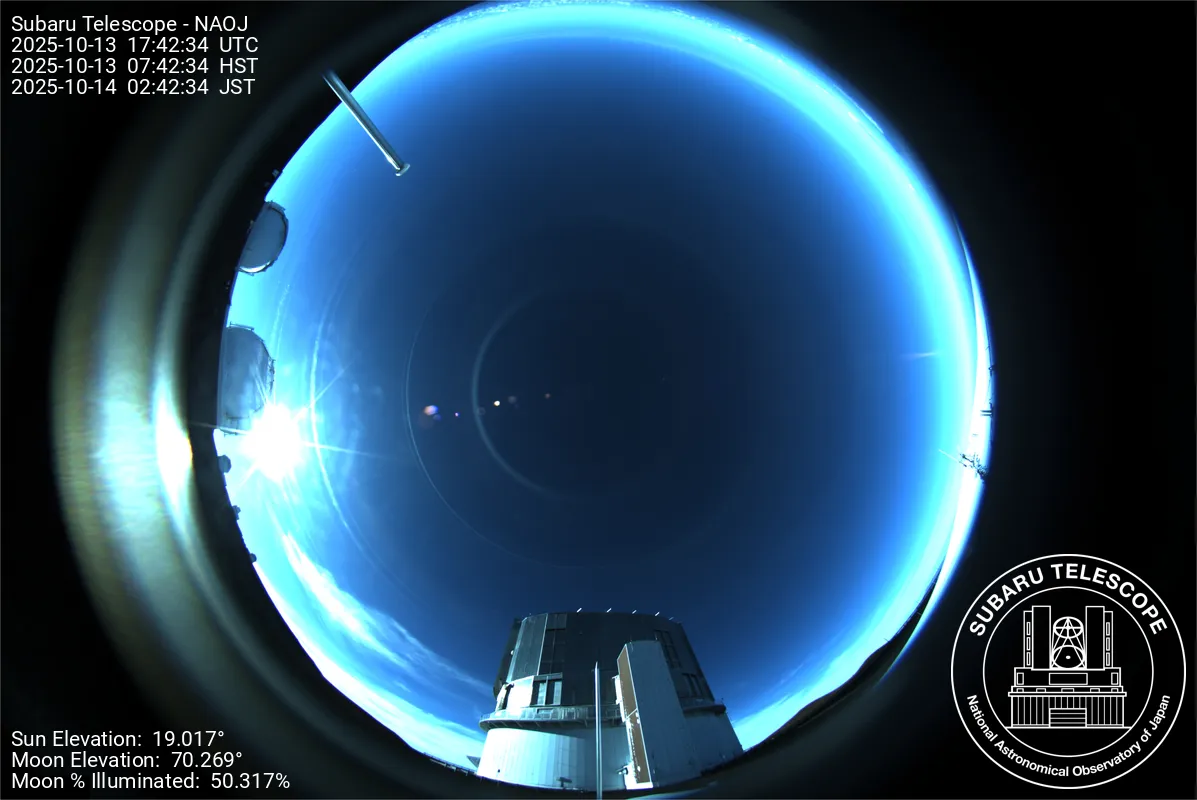 Subaru Telescope - NAOJ
2025-10-13 17:42:34 UTC
2025-10-13 07:42:34 HST
2025-10-14 02:42:34 JST
SUBARU TELESCOPE
National Astronomical Observatory of Japan
Sun Elevation: 19.017°
Moon Elevation: 70.269°
Moon % Illuminated: 50.317%